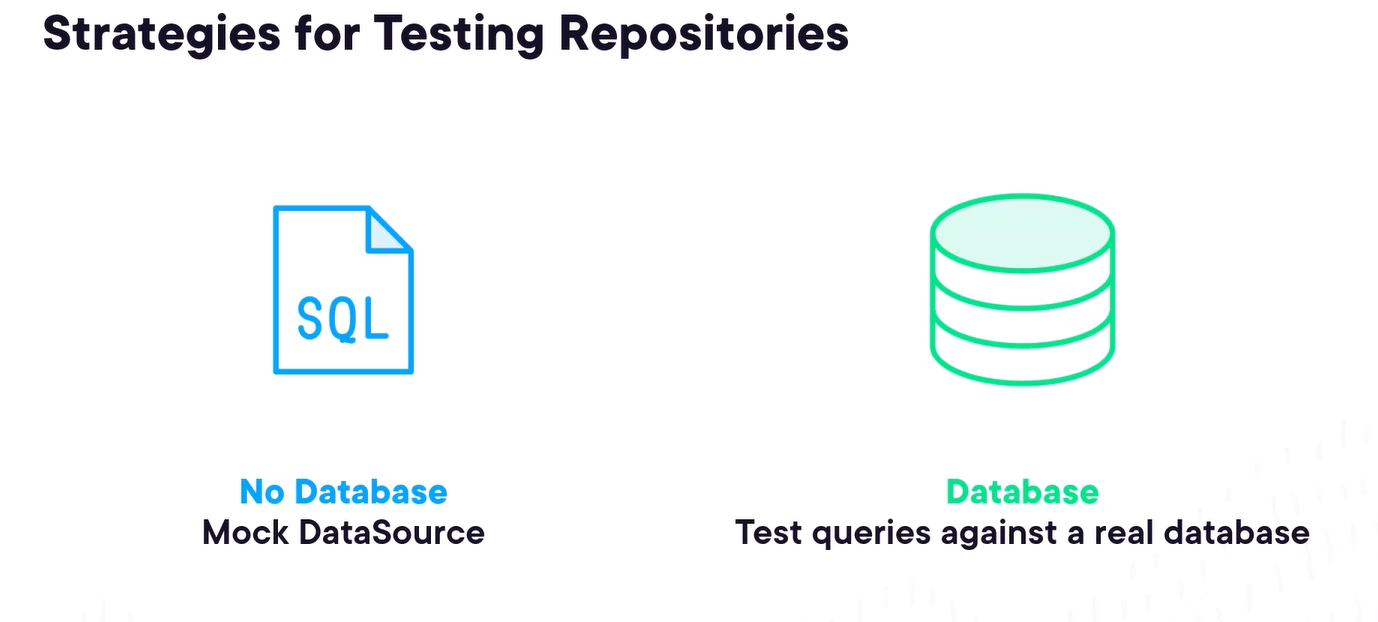 Strategies for Testing Repositories
SQL
No Database
Mock DataSource
Database
Test queries against a real database